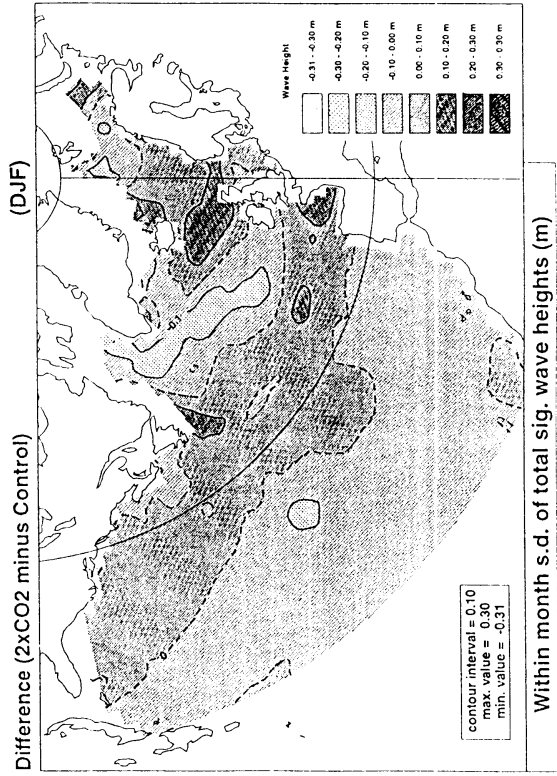 Difference (2xCO2 minus Control)
(DJF)
Wave Height
-0.31 - -0.30 m
-0.30 - -0.20 m
-0.20 - -0.10 m
-0.10 - -0.00 m
0.00 - 0.10 m
0.10 - 0.20 m
0.20 - 0.30 m
0.30 - 0.30 m
-0.1
0
contour interval = 0.10
max. value = 0.30
min. value = -0.31
Within month s.d. of total sig. wave heights (m)